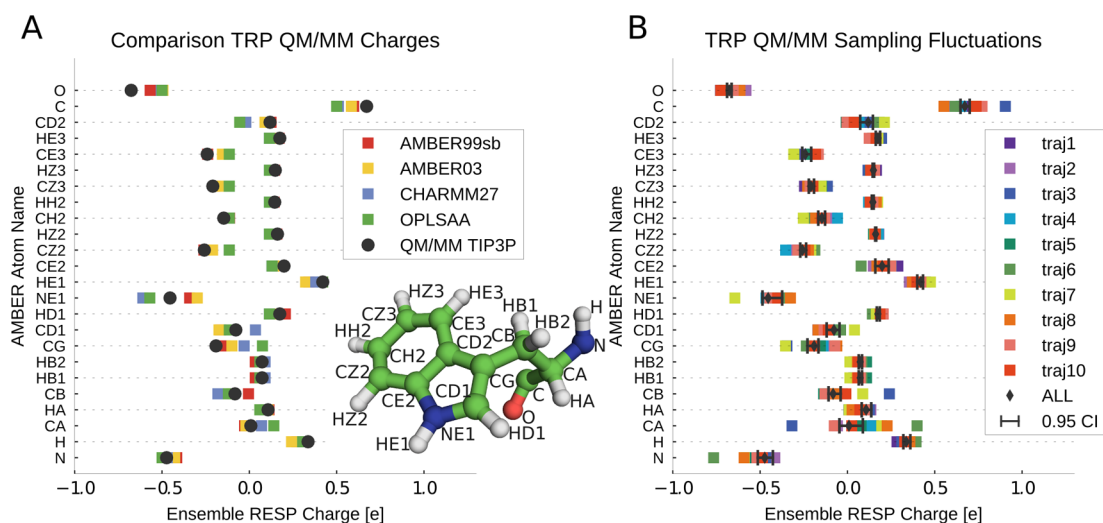 A
Comparison TRP QM/MM Charges
AMBER Atom Name
O
C
CD2
HE3
CE3
HZ3
CZ3
HH2
CH2
HZ2
CZ2
CE2
HE1
NE1
HD1
CD1
CG
HB2
HB1
CB
HA
CA
H
N
AMBER99sb
AMBER03
CHARMM27
OPLSAA
QM/MM TIP3P
HZ3
HE3
CZ3
CE3
HH2
CD2
CH2
CZ2
HZ2
CE2
CD1
HE1
NE1
HD1
CG
C
O
CB
HB1
HB2
H
N
CA
HA
−1.0
−0.5
0.0
0.5
1.0
Ensemble RESP Charge [e]
B
TRP QM/MM Sampling Fluctuations
AMBER Atom Name
O
C
CD2
HE3
CE3
HZ3
CZ3
HH2
CH2
HZ2
CZ2
CE2
HE1
NE1
HD1
CD1
CG
HB2
HB1
CB
HA
CA
H
N
traj1
traj2
traj3
traj4
traj5
traj6
traj7
traj8
traj9
traj10
ALL
0.95 CI
−1.0
−0.5
0.0
0.5
1.0
Ensemble RESP Charge [e]